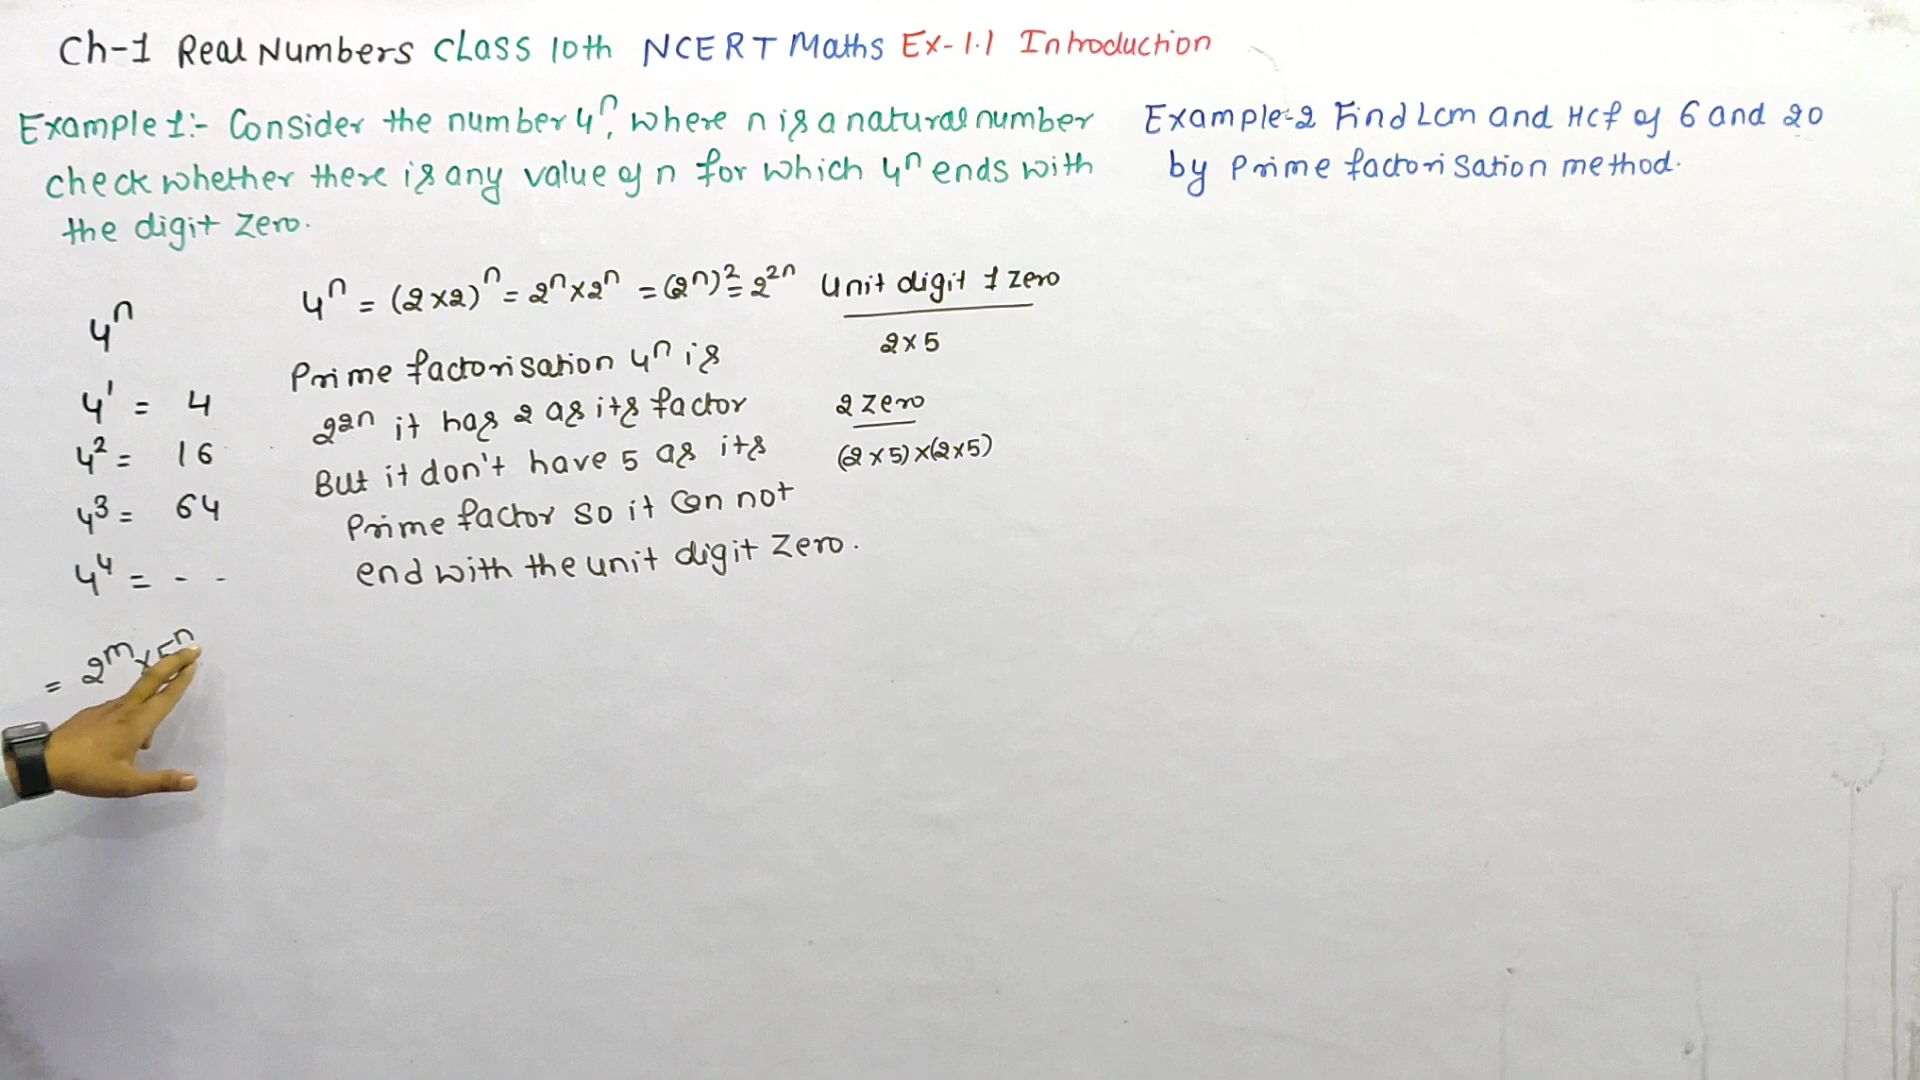 Ch-1 Real Numbers Class 10th NCERT Maths Ex-1.1 Introduction
Example 1:- Consider the number 4ⁿ, where n is a natural number
check whether there is any value of n for which 4ⁿ ends with
the digit zero.
4ⁿ
4¹ = 4
4² = 16
4³ = 64
4⁴ = - -
= 2ᵐ × 5ⁿ
4ⁿ = (2×2)ⁿ = 2ⁿ×2ⁿ = (2ⁿ)² = 2²ⁿ
Prime factorisation 4ⁿ is
2²ⁿ it has 2 as its factor
But it don't have 5 as its
Prime factor so it can not
end with the unit digit zero.
Unit digit 1 zero
2×5
2 zero
(2×5)×(2×5)
Example-2 Find Lcm and Hcf of 6 and 20
by Prime factorisation method.